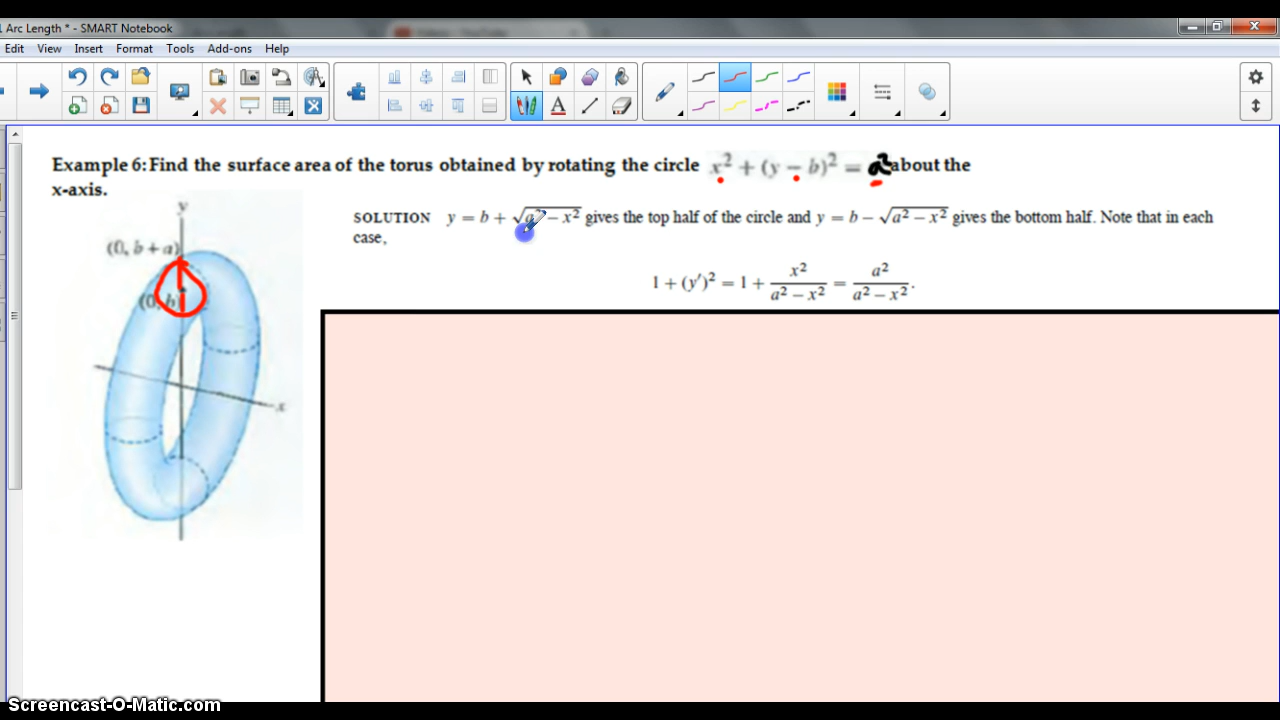 Arc Length * - SMART Notebook
Edit View Insert Format Tools Add-ons Help
Example 6: Find the surface area of the torus obtained by rotating the circle x² + (y − b)² = a² about the
x-axis.
SOLUTION y = b + √(a² − x²) gives the top half of the circle and y = b − √(a² − x²) gives the bottom half. Note that in each
case,
1 + (y′)² = 1 + x²/(a² − x²) = a²/(a² − x²).
y
(0, b + a)
(0, b)
x
Screencast-O-Matic.com